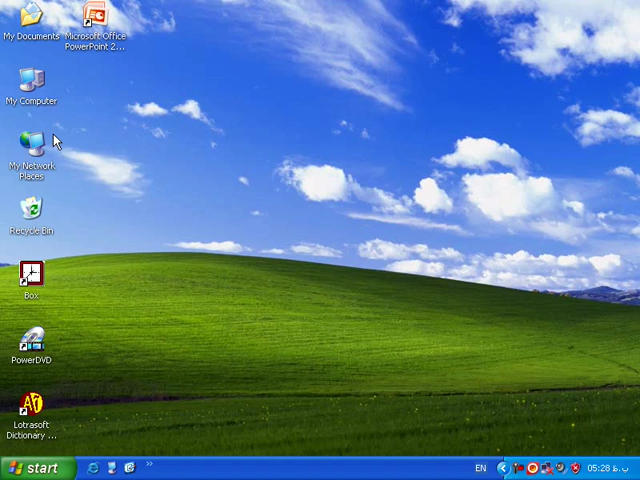 My Documents
Microsoft Office
PowerPoint 2...
My Computer
My Network
Places
Recycle Bin
Box
PowerDVD
Lotrasoft
Dictionary ...
start
EN
05:28 ب.ظ